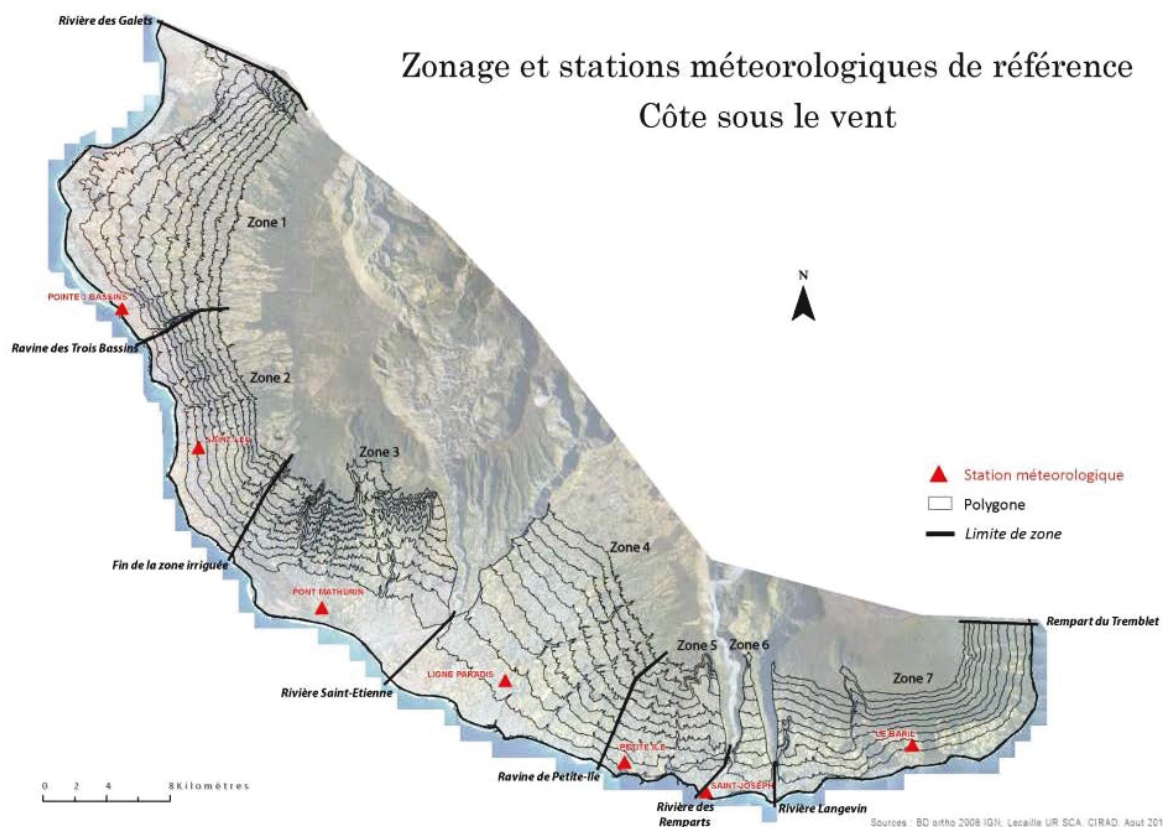 Rivière des Galets
Zonage et stations méteorologiques de référence
Côte sous le vent
Zone 1
N
POINTE 3 BASSINS
Ravine des Trois Bassins
Zone 2
SAINT-LEU
Zone 3
Station météorologique
Polygone
Limite de zone
Zone 4
Fin de la zone irriguée
PONT MATHURIN
Rempart du Tremblet
Zone 5
Zone 6
LIGNE PARADIS
Zone 7
Rivière Saint-Etienne
LE BARIL
PETITE ILE
Ravine de Petite-Ile
SAINT-JOSEPH
0 2 4 8 Kilomètres
Rivière des
Remparts
Rivière Langevin
Sources : BD ortho 2008 IGN, Lecaille UR SCA, CIRAD, Aout 201